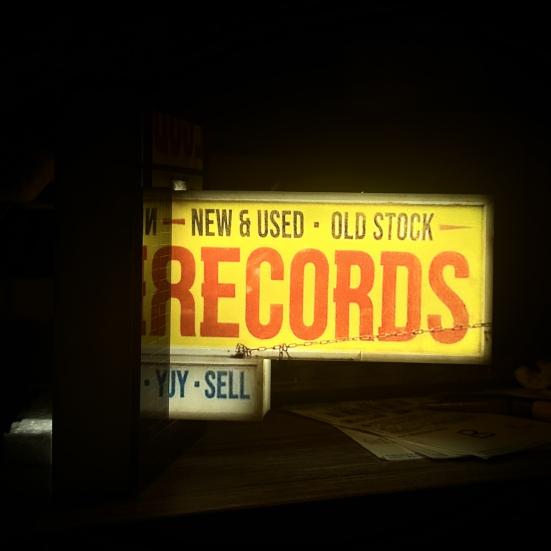 NEW & USED · OLD STOCK
RECORDS
· YUY · SELL